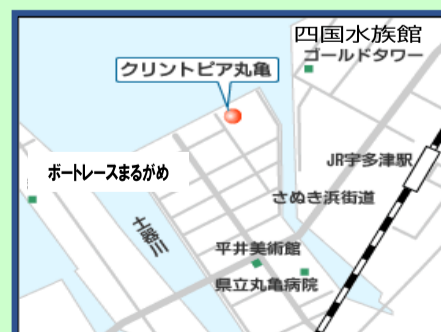 四国水族館
ゴールドタワー
クリントピア丸亀
JR宇多津駅
ボートレースまるがめ
さぬき浜街道
土器川
平井美術館
県立丸亀病院